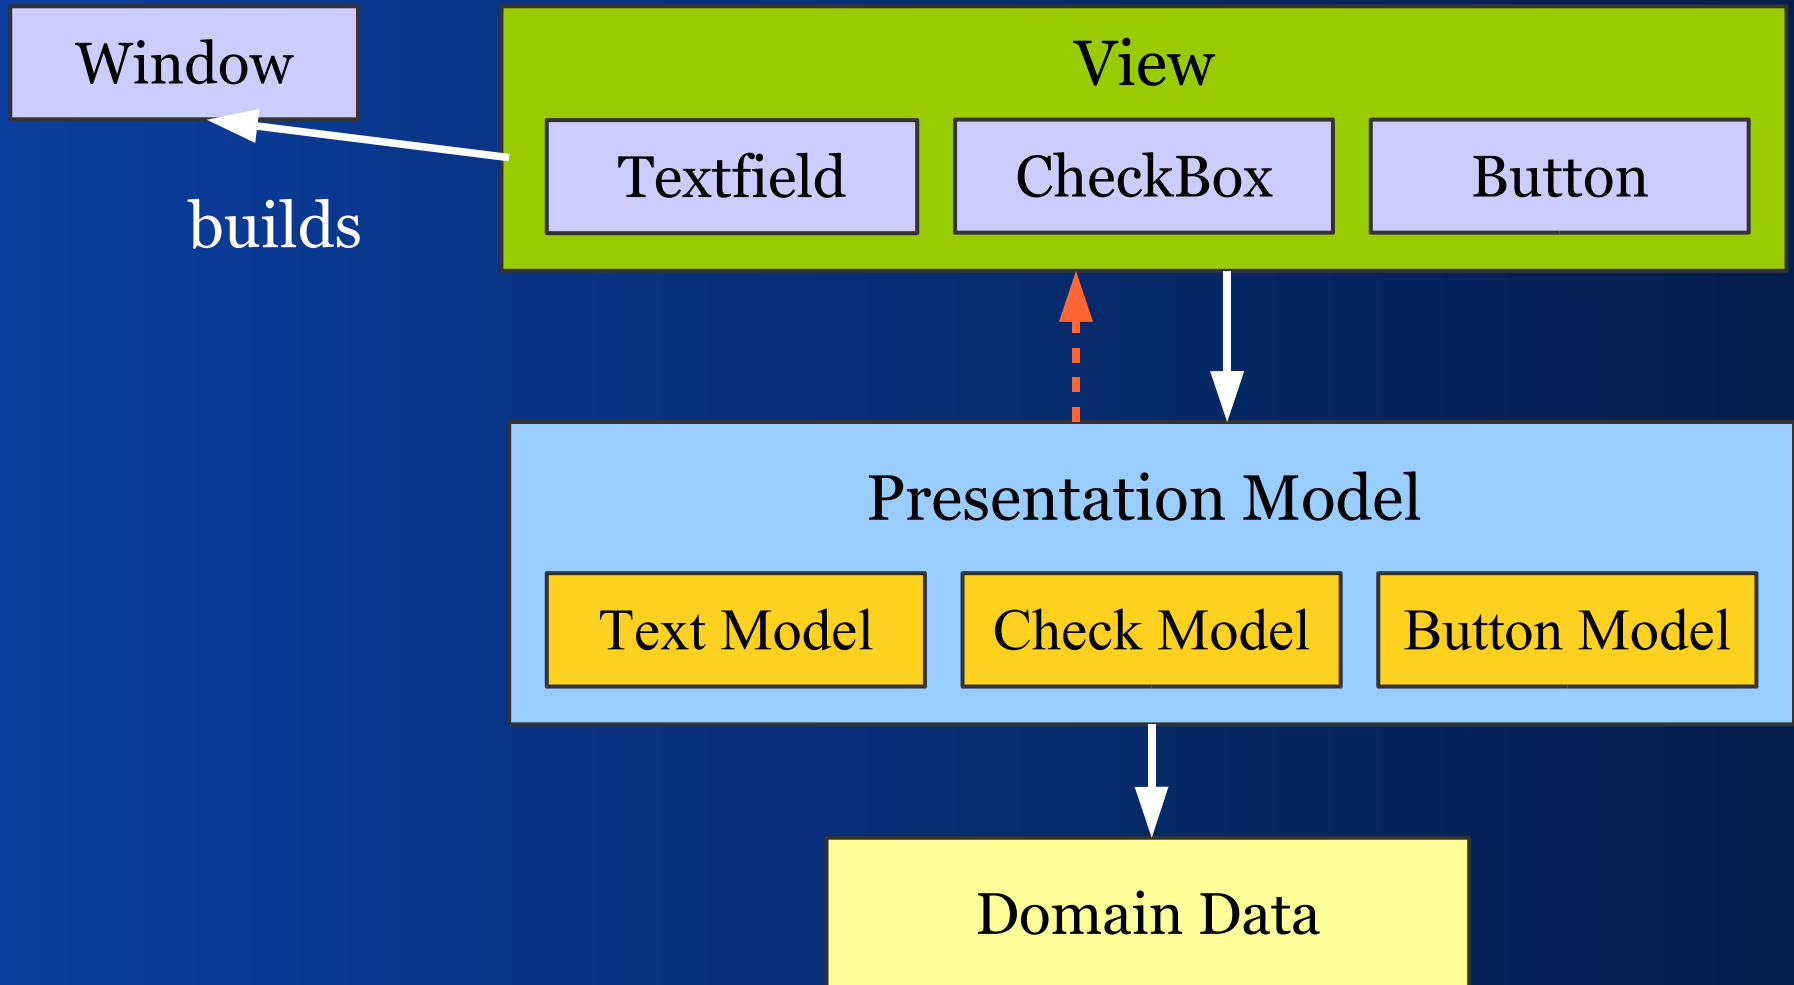 Window
View
Textfield
CheckBox
Button
builds
Presentation Model
Text Model
Check Model
Button Model
Domain Data